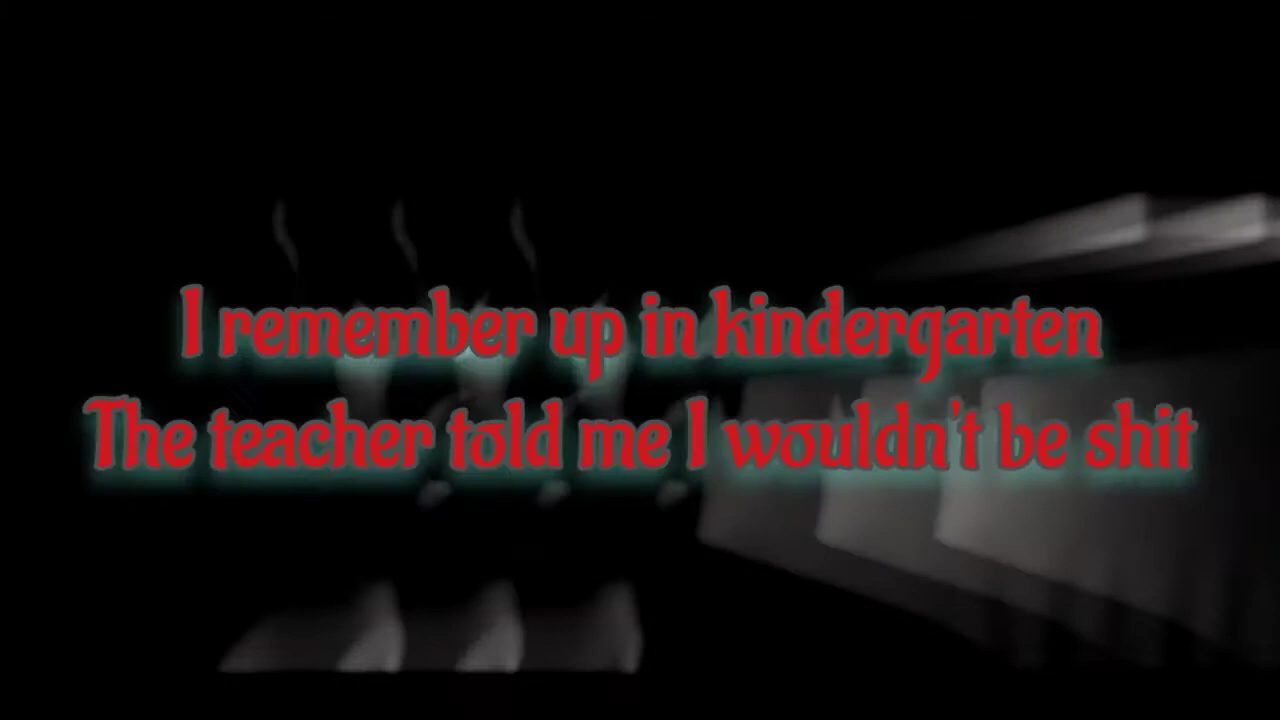 I remember up in kindergarten
The teacher told me I wouldn't be shit